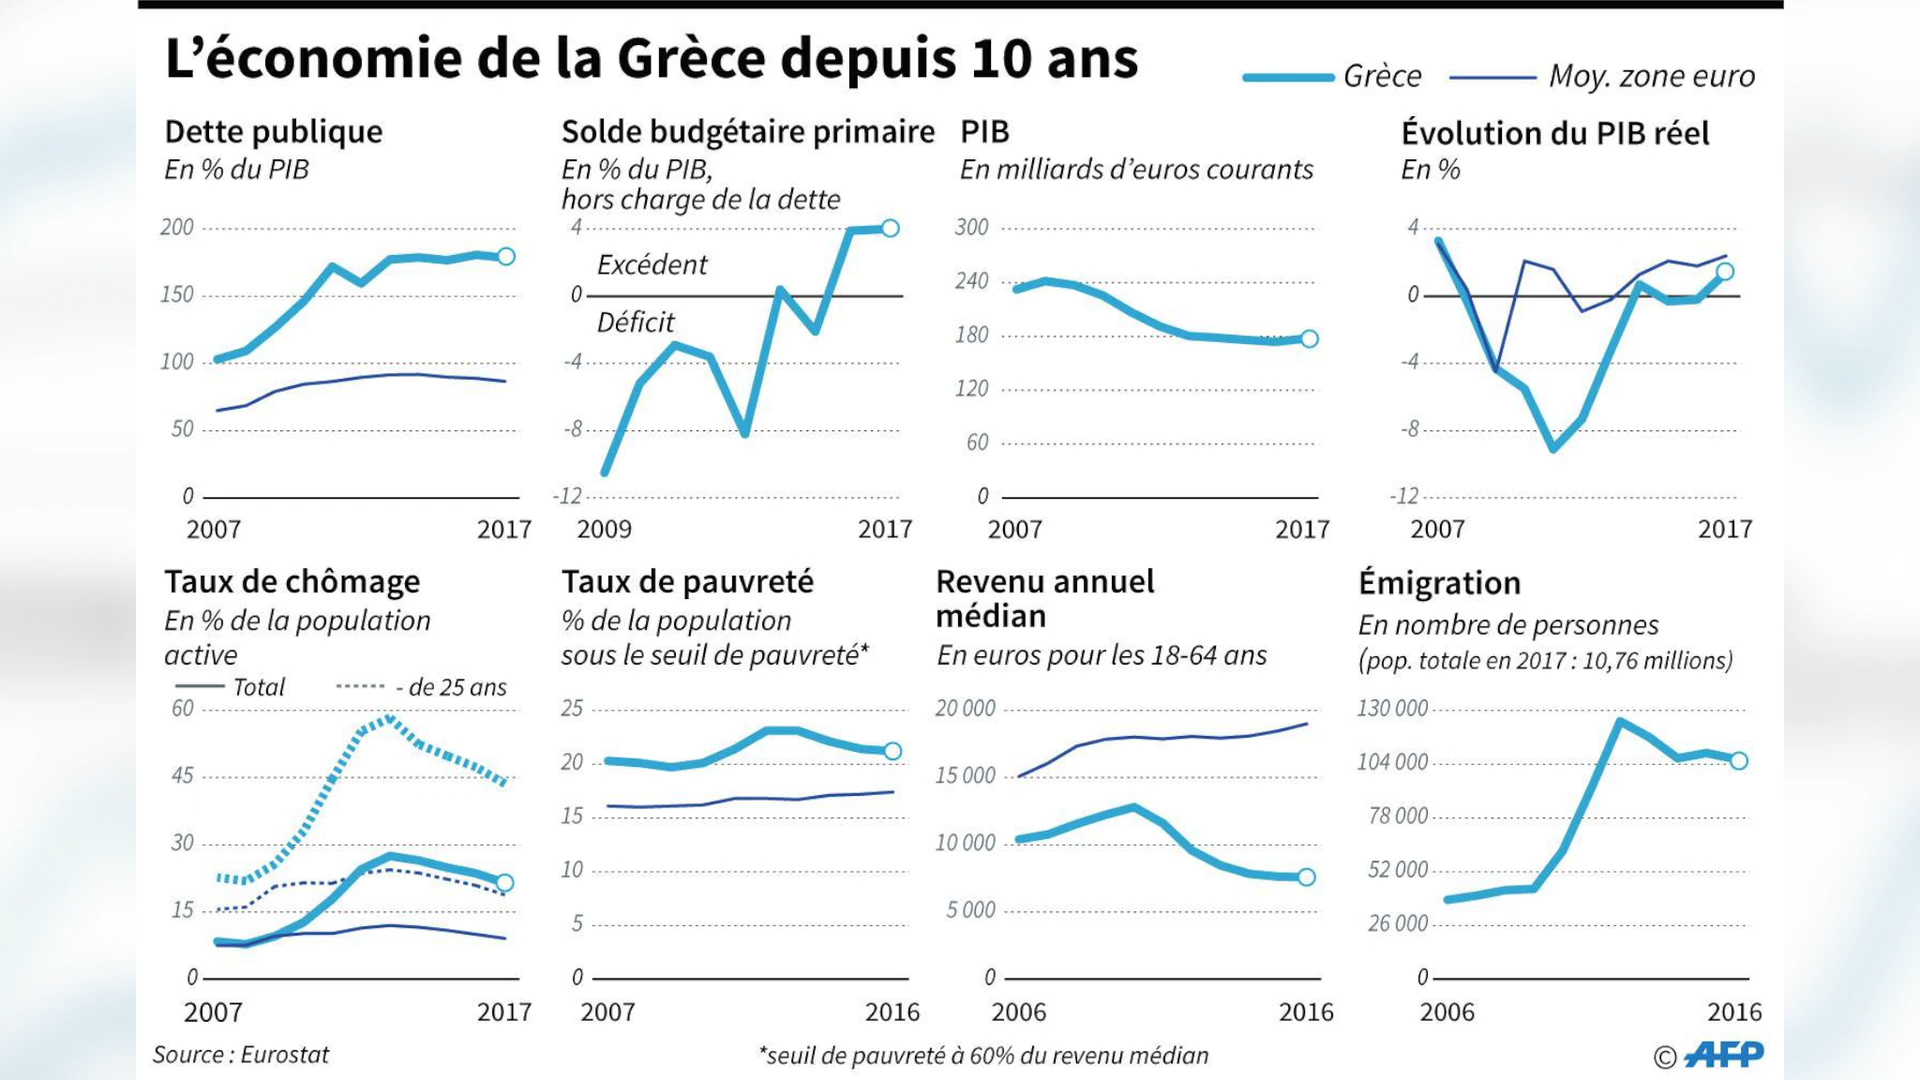 L’économie de la Grèce depuis 10 ans
Grèce
Moy. zone euro
Dette publique
En % du PIB
200
150
100
50
0
2007
2017
Solde budgétaire primaire
En % du PIB,
hors charge de la dette
4
Excédent
0
Déficit
-4
-8
-12
2009
2017
PIB
En milliards d’euros courants
300
240
180
120
60
0
2007
2017
Évolution du PIB réel
En %
4
0
-4
-8
-12
2007
2017
Taux de chômage
En % de la population
active
Total
- de 25 ans
60
45
30
15
0
2007
2017
Taux de pauvreté
% de la population
sous le seuil de pauvreté*
25
20
15
10
5
0
2007
2016
Revenu annuel
médian
En euros pour les 18-64 ans
20 000
15 000
10 000
5 000
0
2006
2016
Émigration
En nombre de personnes
(pop. totale en 2017 : 10,76 millions)
130 000
104 000
78 000
52 000
26 000
0
2006
2016
Source : Eurostat
*seuil de pauvreté à 60% du revenu médian
© AFP